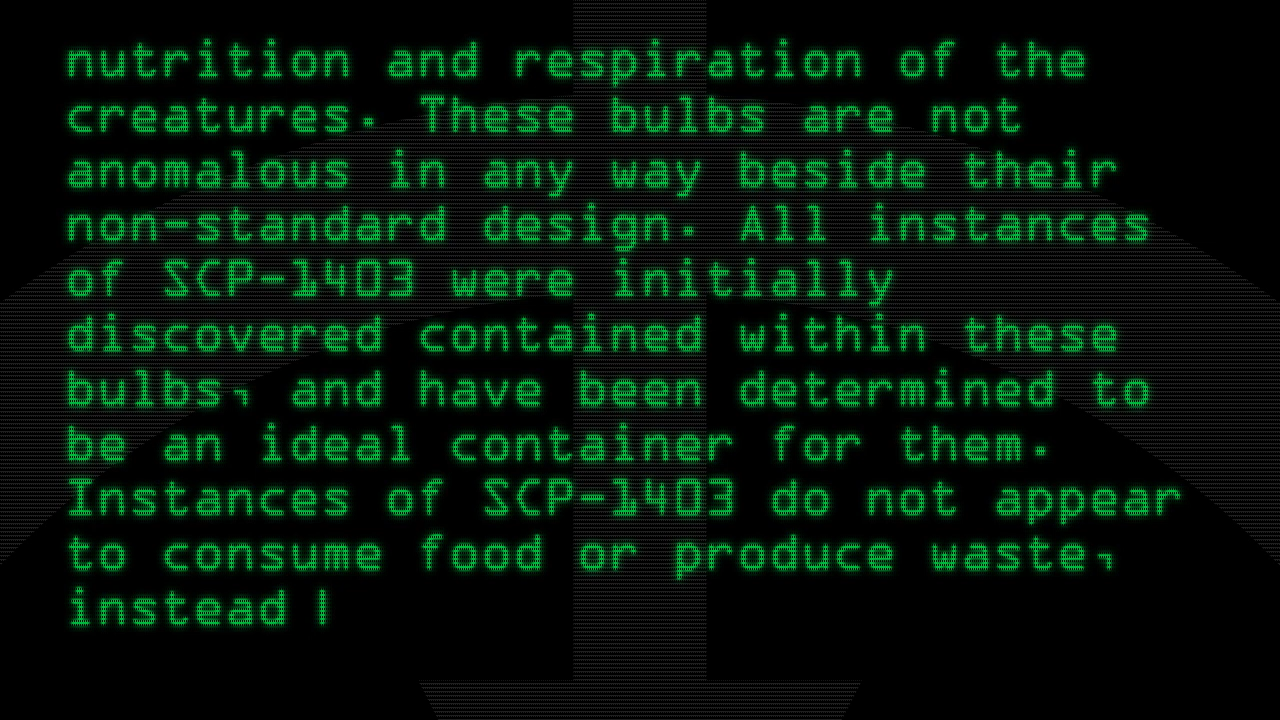 nutrition and respiration of the
creatures. These bulbs are not
anomalous in any way beside their
non-standard design. All instances
of SCP-1403 were initially
discovered contained within these
bulbs, and have been determined to
be an ideal container for them.
Instances of SCP-1403 do not appear
to consume food or produce waste,
instead